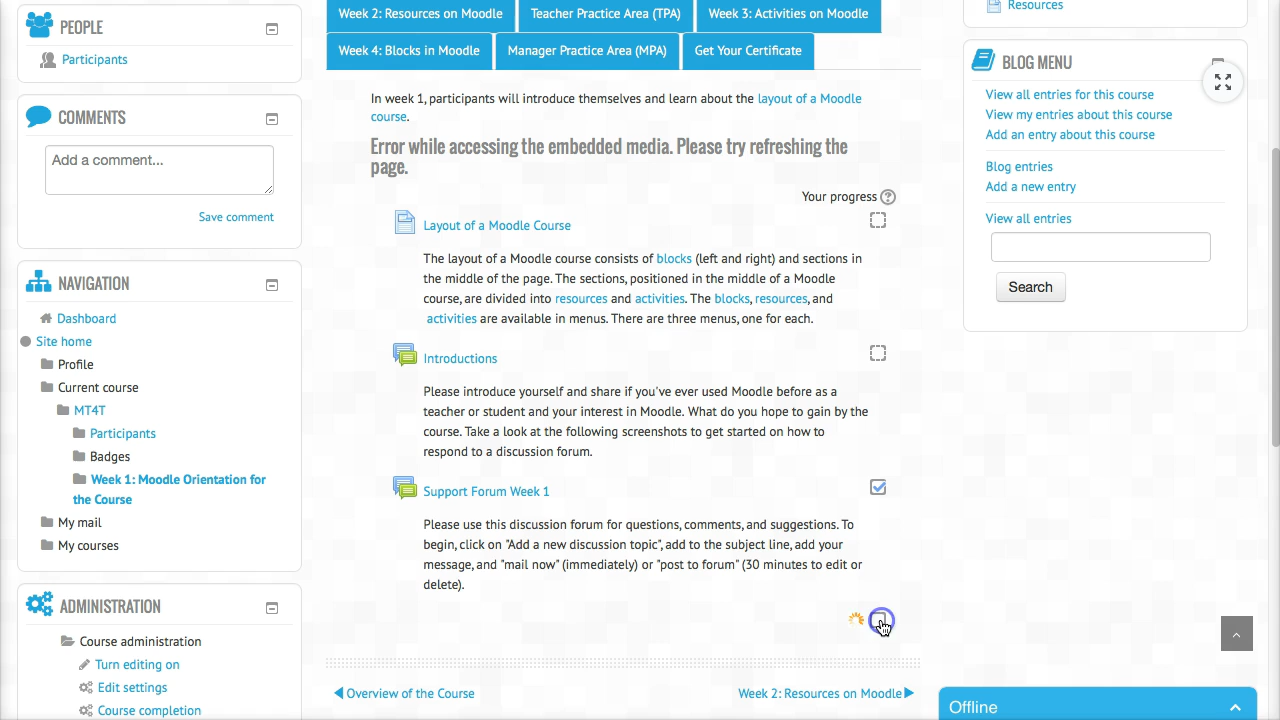 PEOPLE
Participants
COMMENTS
Add a comment...
Save comment
NAVIGATION
Dashboard
Site home
Profile
Current course
MT4T
Participants
Badges
Week 1: Moodle Orientation for
the Course
My mail
My courses
ADMINISTRATION
Course administration
Turn editing on
Edit settings
Course completion
Week 2: Resources on Moodle
Teacher Practice Area (TPA)
Week 3: Activities on Moodle
Week 4: Blocks in Moodle
Manager Practice Area (MPA)
Get Your Certificate
In week 1, participants will introduce themselves and learn about the layout of a Moodle
course.
Error while accessing the embedded media. Please try refreshing the
page.
Your progress
Layout of a Moodle Course
The layout of a Moodle course consists of blocks (left and right) and sections in
the middle of the page. The sections, positioned in the middle of a Moodle
course, are divided into resources and activities. The blocks, resources, and
activities are available in menus. There are three menus, one for each.
Introductions
Please introduce yourself and share if you've ever used Moodle before as a
teacher or student and your interest in Moodle. What do you hope to gain by the
course. Take a look at the following screenshots to get started on how to
respond to a discussion forum.
Support Forum Week 1
Please use this discussion forum for questions, comments, and suggestions. To
begin, click on "Add a new discussion topic", add to the subject line, add your
message, and "mail now" (immediately) or "post to forum" (30 minutes to edit or
delete).
Overview of the Course
Week 2: Resources on Moodle
Resources
BLOG MENU
View all entries for this course
View my entries about this course
Add an entry about this course
Blog entries
Add a new entry
View all entries
Search
Offline